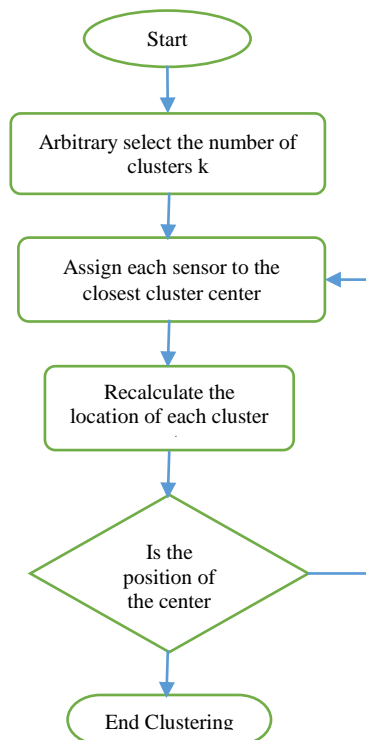 Start
Arbitrary select the number of
clusters k
Assign each sensor to the
closest cluster center
Recalculate the
location of each cluster
Is the
position of
the center
End Clustering